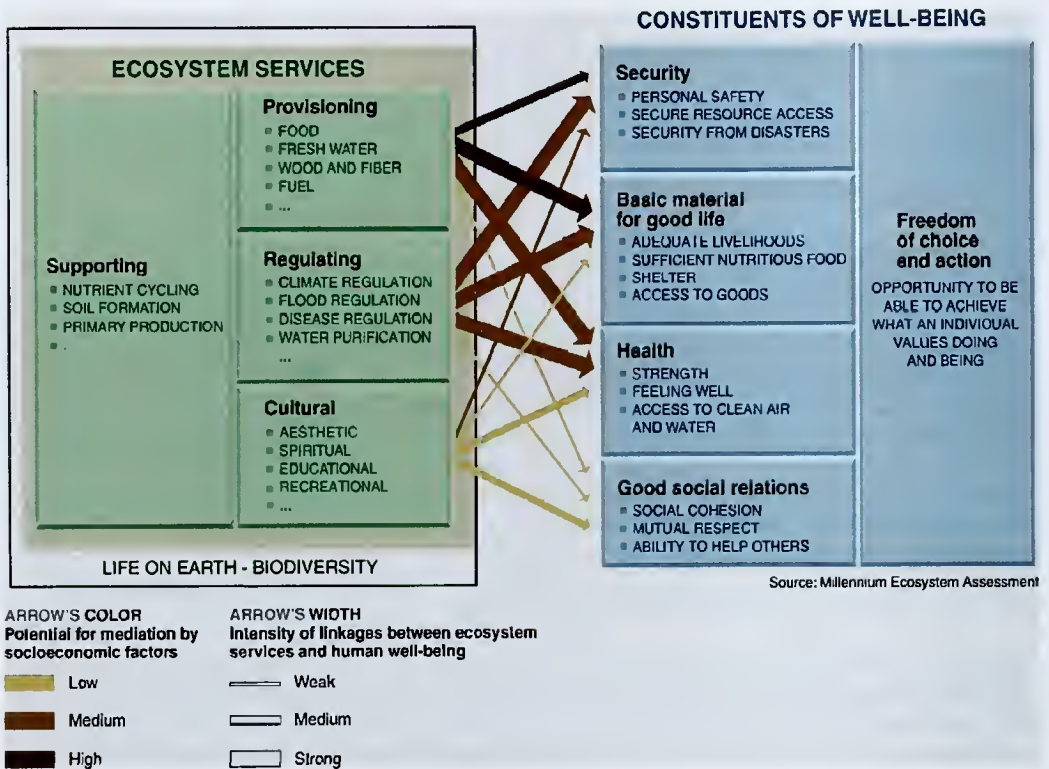 CONSTITUENTS OF WELL-BEING
ECOSYSTEM SERVICES
Supporting
NUTRIENT CYCLING
SOIL FORMATION
PRIMARY PRODUCTION
.
Provisioning
FOOD
FRESH WATER
WOOD AND FIBER
FUEL
...
Regulating
CLIMATE REGULATION
FLOOD REGULATION
DISEASE REGULATION
WATER PURIFICATION
...
Cultural
AESTHETIC
SPIRITUAL
EDUCATIONAL
RECREATIONAL
...
LIFE ON EARTH - BIODIVERSITY
Security
PERSONAL SAFETY
SECURE RESOURCE ACCESS
SECURITY FROM DISASTERS
Basic material
for good life
ADEQUATE LIVELIHOODS
SUFFICIENT NUTRITIOUS FOOD
SHELTER
ACCESS TO GOODS
Health
STRENGTH
FEELING WELL
ACCESS TO CLEAN AIR
AND WATER
Good social relations
SOCIAL COHESION
MUTUAL RESPECT
ABILITY TO HELP OTHERS
Freedom
of choice
and action
OPPORTUNITY TO BE
ABLE TO ACHIEVE
WHAT AN INDIVIDUAL
VALUES DOING
AND BEING
Source: Millennium Ecosystem Assessment
ARROW'S COLOR
Potential for mediation by
socioeconomic factors
Low
Medium
High
ARROW'S WIDTH
Intensity of linkages between ecosystem
services and human well-being
Weak
Medium
Strong